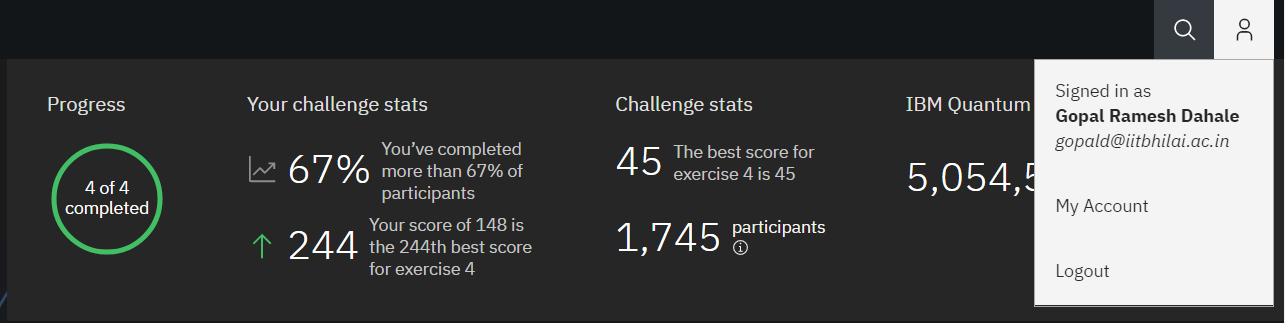 Progress
4 of 4
completed
Your challenge stats
67%
You've completed
more than 67% of
participants
244
Your score of 148 is
the 244th best score
for exercise 4
Challenge stats
45
The best score for
exercise 4 is 45
1,745
participants
IBM Quantum
5,054,5
Signed in as
Gopal Ramesh Dahale
gopald@iitbhilai.ac.in
My Account
Logout